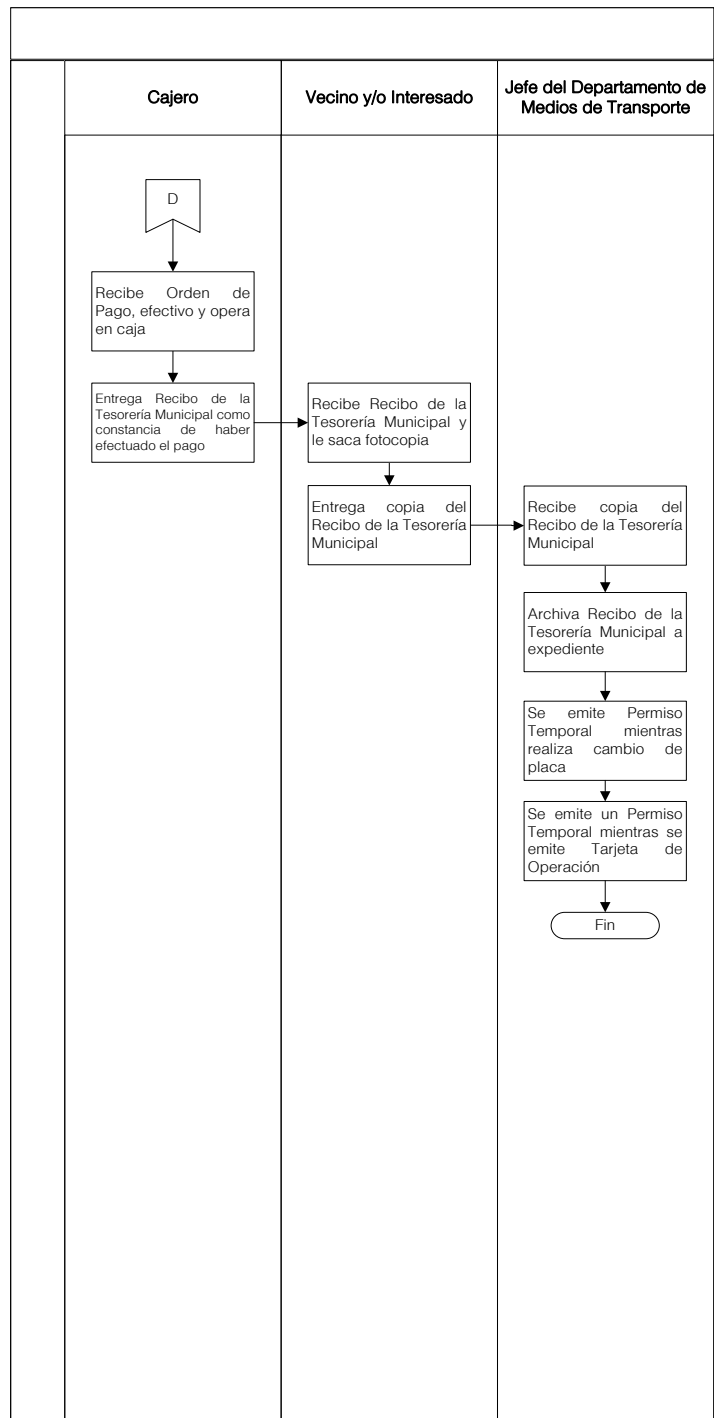 Cajero
Vecino y/o Interesado
Jefe del Departamento de
Medios de Transporte
D
Recibe Orden de
Pago, efectivo y opera
en caja
Entrega Recibo de la
Tesorería Municipal como
constancia de haber
efectuado el pago
Recibe Recibo de la
Tesorería Municipal y
le saca fotocopia
Entrega copia del
Recibo de la Tesorería
Municipal
Recibe copia del
Recibo de la Tesorería
Municipal
Archiva Recibo de la
Tesorería Municipal a
expediente
Se emite Permiso
Temporal mientras
realiza cambio de
placa
Se emite un Permiso
Temporal mientras se
emite Tarjeta de
Operación
Fin